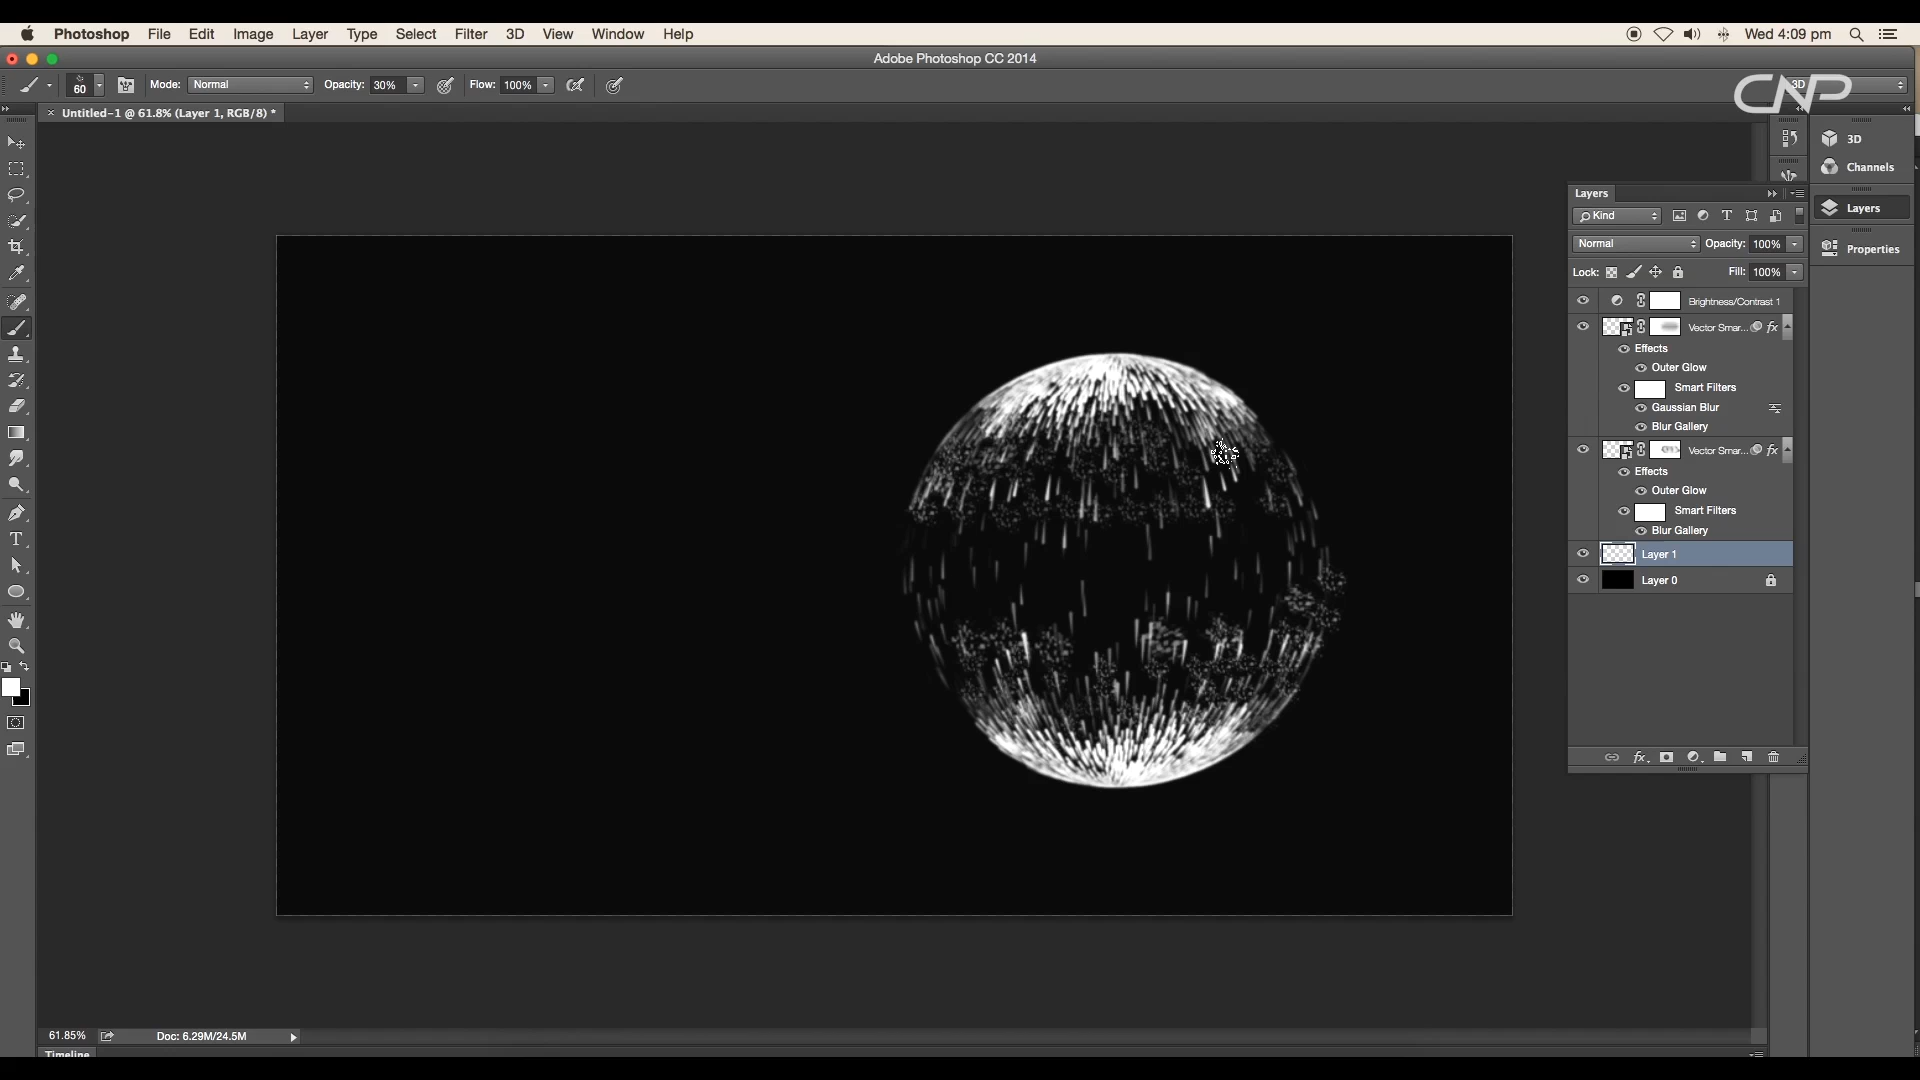 Photoshop File Edit Image Layer Type Select Filter 3D View Window Help Wed 4:09 pm
Adobe Photoshop CC 2014
60 Mode: Normal Opacity: 30% Flow: 100% 3D
CNP
× Untitled-1 @ 61.8% (Layer 1, RGB/8) *
3D
Channels
Layers
Properties
Layers
Kind
Normal Opacity: 100%
Lock: Fill: 100%
Brightness/Contrast 1
Vector Smar... fx
Effects
Outer Glow
Smart Filters
Gaussian Blur
Blur Gallery
Vector Smar... fx
Effects
Outer Glow
Smart Filters
Blur Gallery
Layer 1
Layer 0
fx
61.85% Doc: 6.29M/24.5M
Timeline